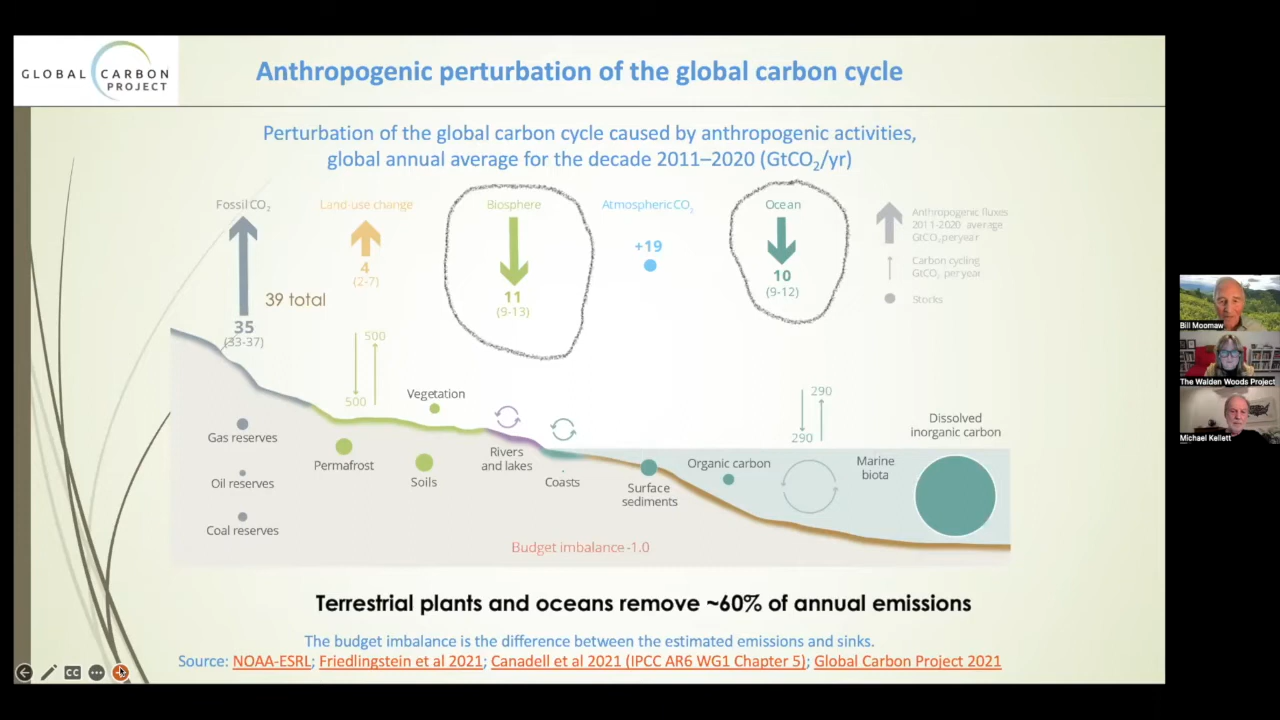 GLOBAL CARBON
PROJECT
Anthropogenic perturbation of the global carbon cycle
Perturbation of the global carbon cycle caused by anthropogenic activities,
global annual average for the decade 2011–2020 (GtCO₂/yr)
Fossil CO₂
Land-use change
Biosphere
Atmospheric CO₂
Ocean
Anthropogenic fluxes
2011-2020 average
GtCO₂ per year
+19
Carbon cycling
GtCO₂ per year
4
(2-7)
10
(9-12)
11
(9-13)
39 total
Stocks
35
(33-37)
500
500
Vegetation
290
290
Dissolved
inorganic carbon
Gas reserves
Permafrost
Soils
Rivers
and lakes
Coasts
Surface
sediments
Organic carbon
Marine
biota
Oil reserves
Coal reserves
Budget imbalance -1.0
Terrestrial plants and oceans remove ~60% of annual emissions
The budget imbalance is the difference between the estimated emissions and sinks.
Source: NOAA-ESRL; Friedlingstein et al 2021; Canadell et al 2021 (IPCC AR6 WG1 Chapter 5); Global Carbon Project 2021
CC
Bill Moomaw
The Walden Woods Project
Michael Kellett